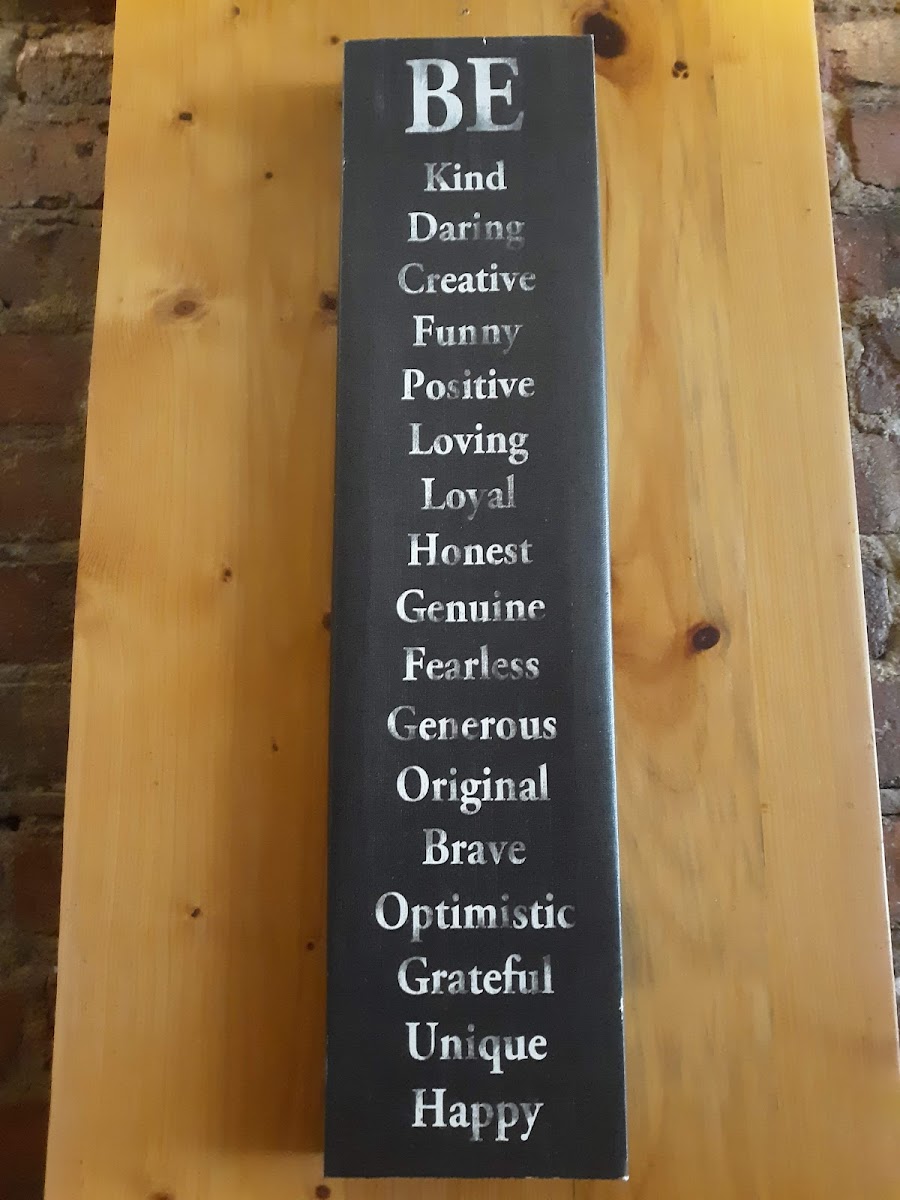 BE
Kind
Daring
Creative
Funny
Positive
Loving
Loyal
Honest
Genuine
Fearless
Generous
Original
Brave
Optimistic
Grateful
Unique
Happy